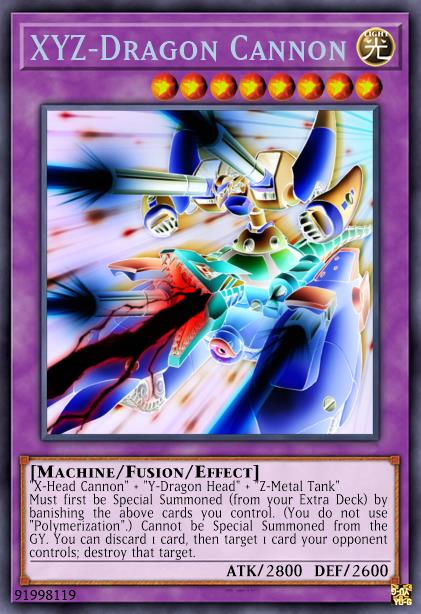 XYZ-Dragon Cannon
LIGHT
光
[Machine/Fusion/Effect]
"X-Head Cannon" + "Y-Dragon Head" + "Z-Metal Tank"
Must first be Special Summoned (from your Extra Deck) by
banishing the above cards you control. (You do not use
"Polymerization".) Cannot be Special Summoned from the
GY. You can discard 1 card, then target 1 card your opponent
controls; destroy that target.
ATK/2800 DEF/2600
91998119